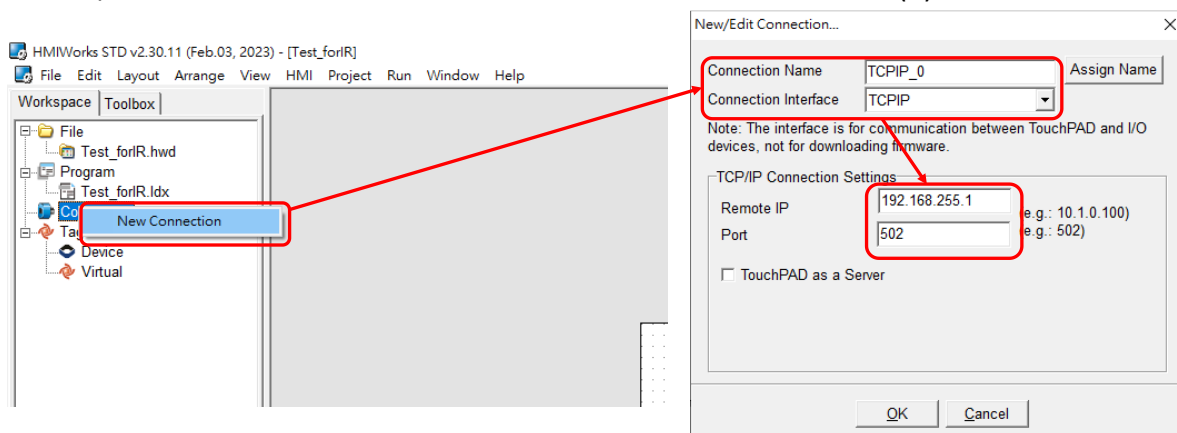 HMIWorks STD v2.30.11 (Feb.03, 2023) - [Test_forIR]
File Edit Layout Arrange View HMI Project Run Window Help
Workspace Toolbox
File
Test_forIR.hwd
Program
Test_forIR.ldx
New Connection
Device
Virtual
New/Edit Connection...
Connection Name TCPIP_0 Assign Name
Connection Interface TCPIP
Note: The interface is for communication between TouchPAD and I/O
devices, not for downloading firmware.
TCP/IP Connection Settings
Remote IP 192.168.255.1 (e.g.: 10.1.0.100)
Port 502 (e.g.: 502)
TouchPAD as a Server
OK Cancel